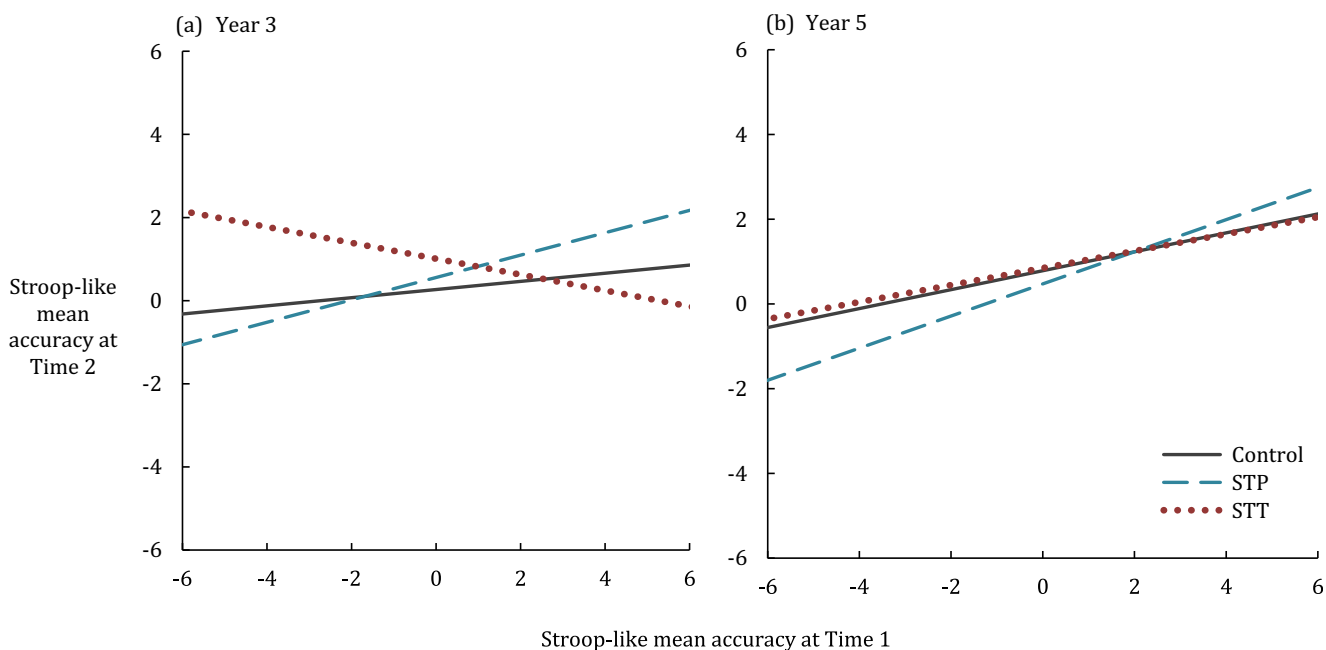 (a) Year 3
6
4
2
0
-2
-4
-6
-6 -4 -2 0 2 4 6
Stroop-like
mean
accuracy at
Time 2
(b) Year 5
6
4
2
0
-2
-4
-6
-6 -4 -2 0 2 4 6
Control
STP
STT
Stroop-like mean accuracy at Time 1